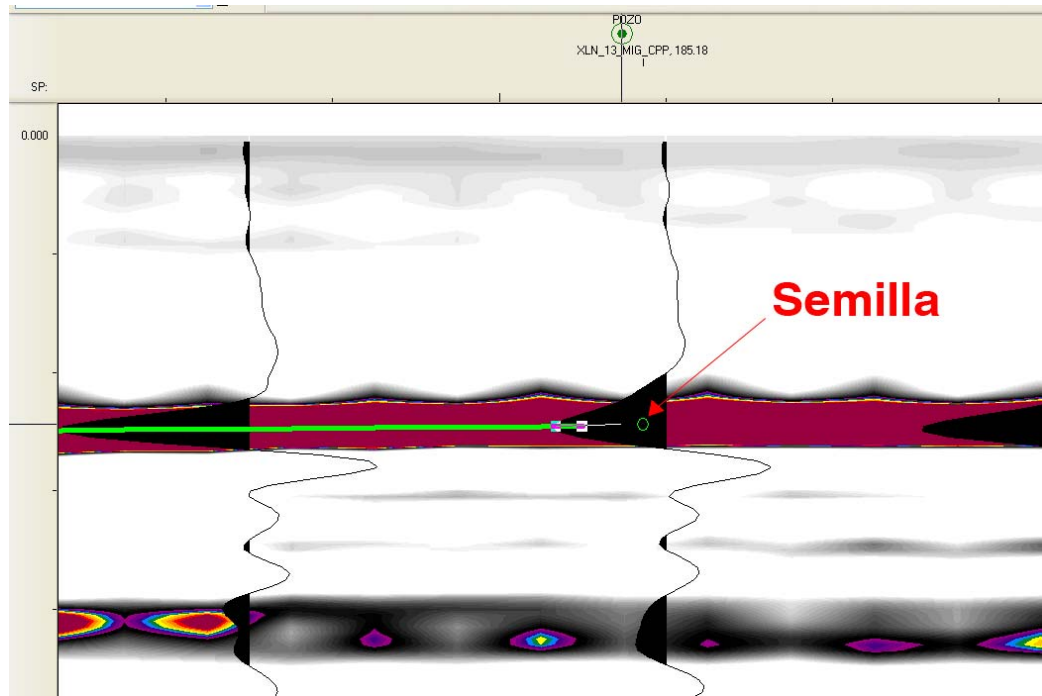 POZO
XLN_13_MIG_CPP, 185.18
SP:
0.000
Semilla